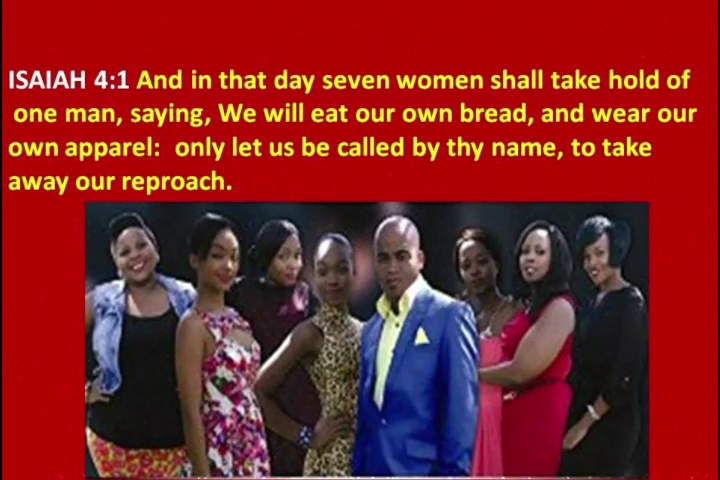 ISAIAH 4:1 And in that day seven women shall take hold of
one man, saying, We will eat our own bread, and wear our
own apparel: only let us be called by thy name, to take
away our reproach.